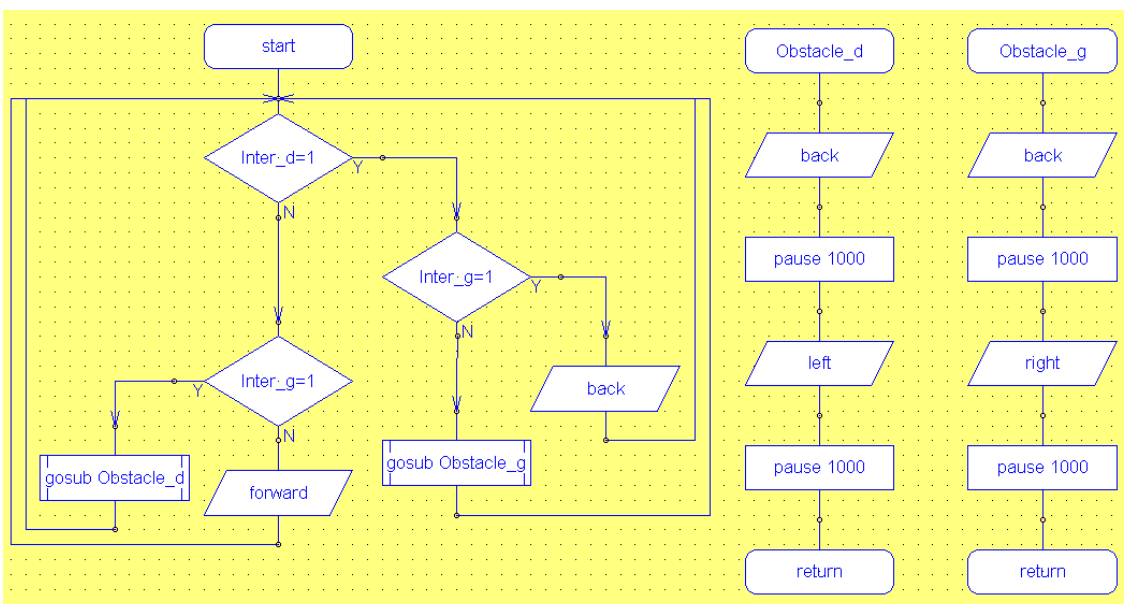 start
Inter_d=1
Y
N
Inter_g=1
Y
N
back
gosub Obstacle_g
Inter_g=1
Y
N
gosub Obstacle_d
forward
Obstacle_d
back
pause 1000
left
pause 1000
return
Obstacle_g
back
pause 1000
right
pause 1000
return